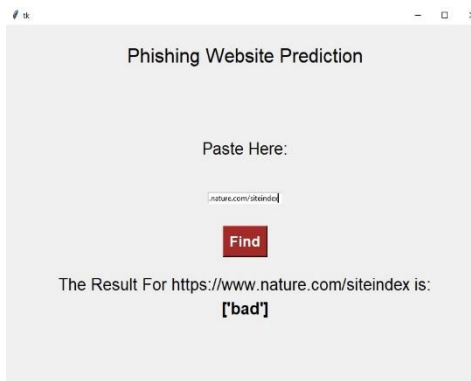 tk
Phishing Website Prediction
Paste Here:
.nature.com/siteindex
Find
The Result For https://www.nature.com/siteindex is:
['bad']